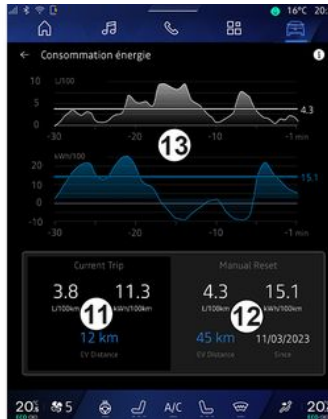 16°C 20:
← Consommation énergie
10 L/100
5
0
4.3
-30 -20 -10 -1 min
13
kWh/100
20
10
0
-10
15.1
-30 -20 -10 -1 min
Current Trip
3.8 11.3
L/100km kWh/100km
11
12 km
EV Distance
Manual Reset
4.3 15.1
L/100km kWh/100km
12
45 km 11/03/2023
EV Distance Since
20⁵ 5 A/C 20
ECO